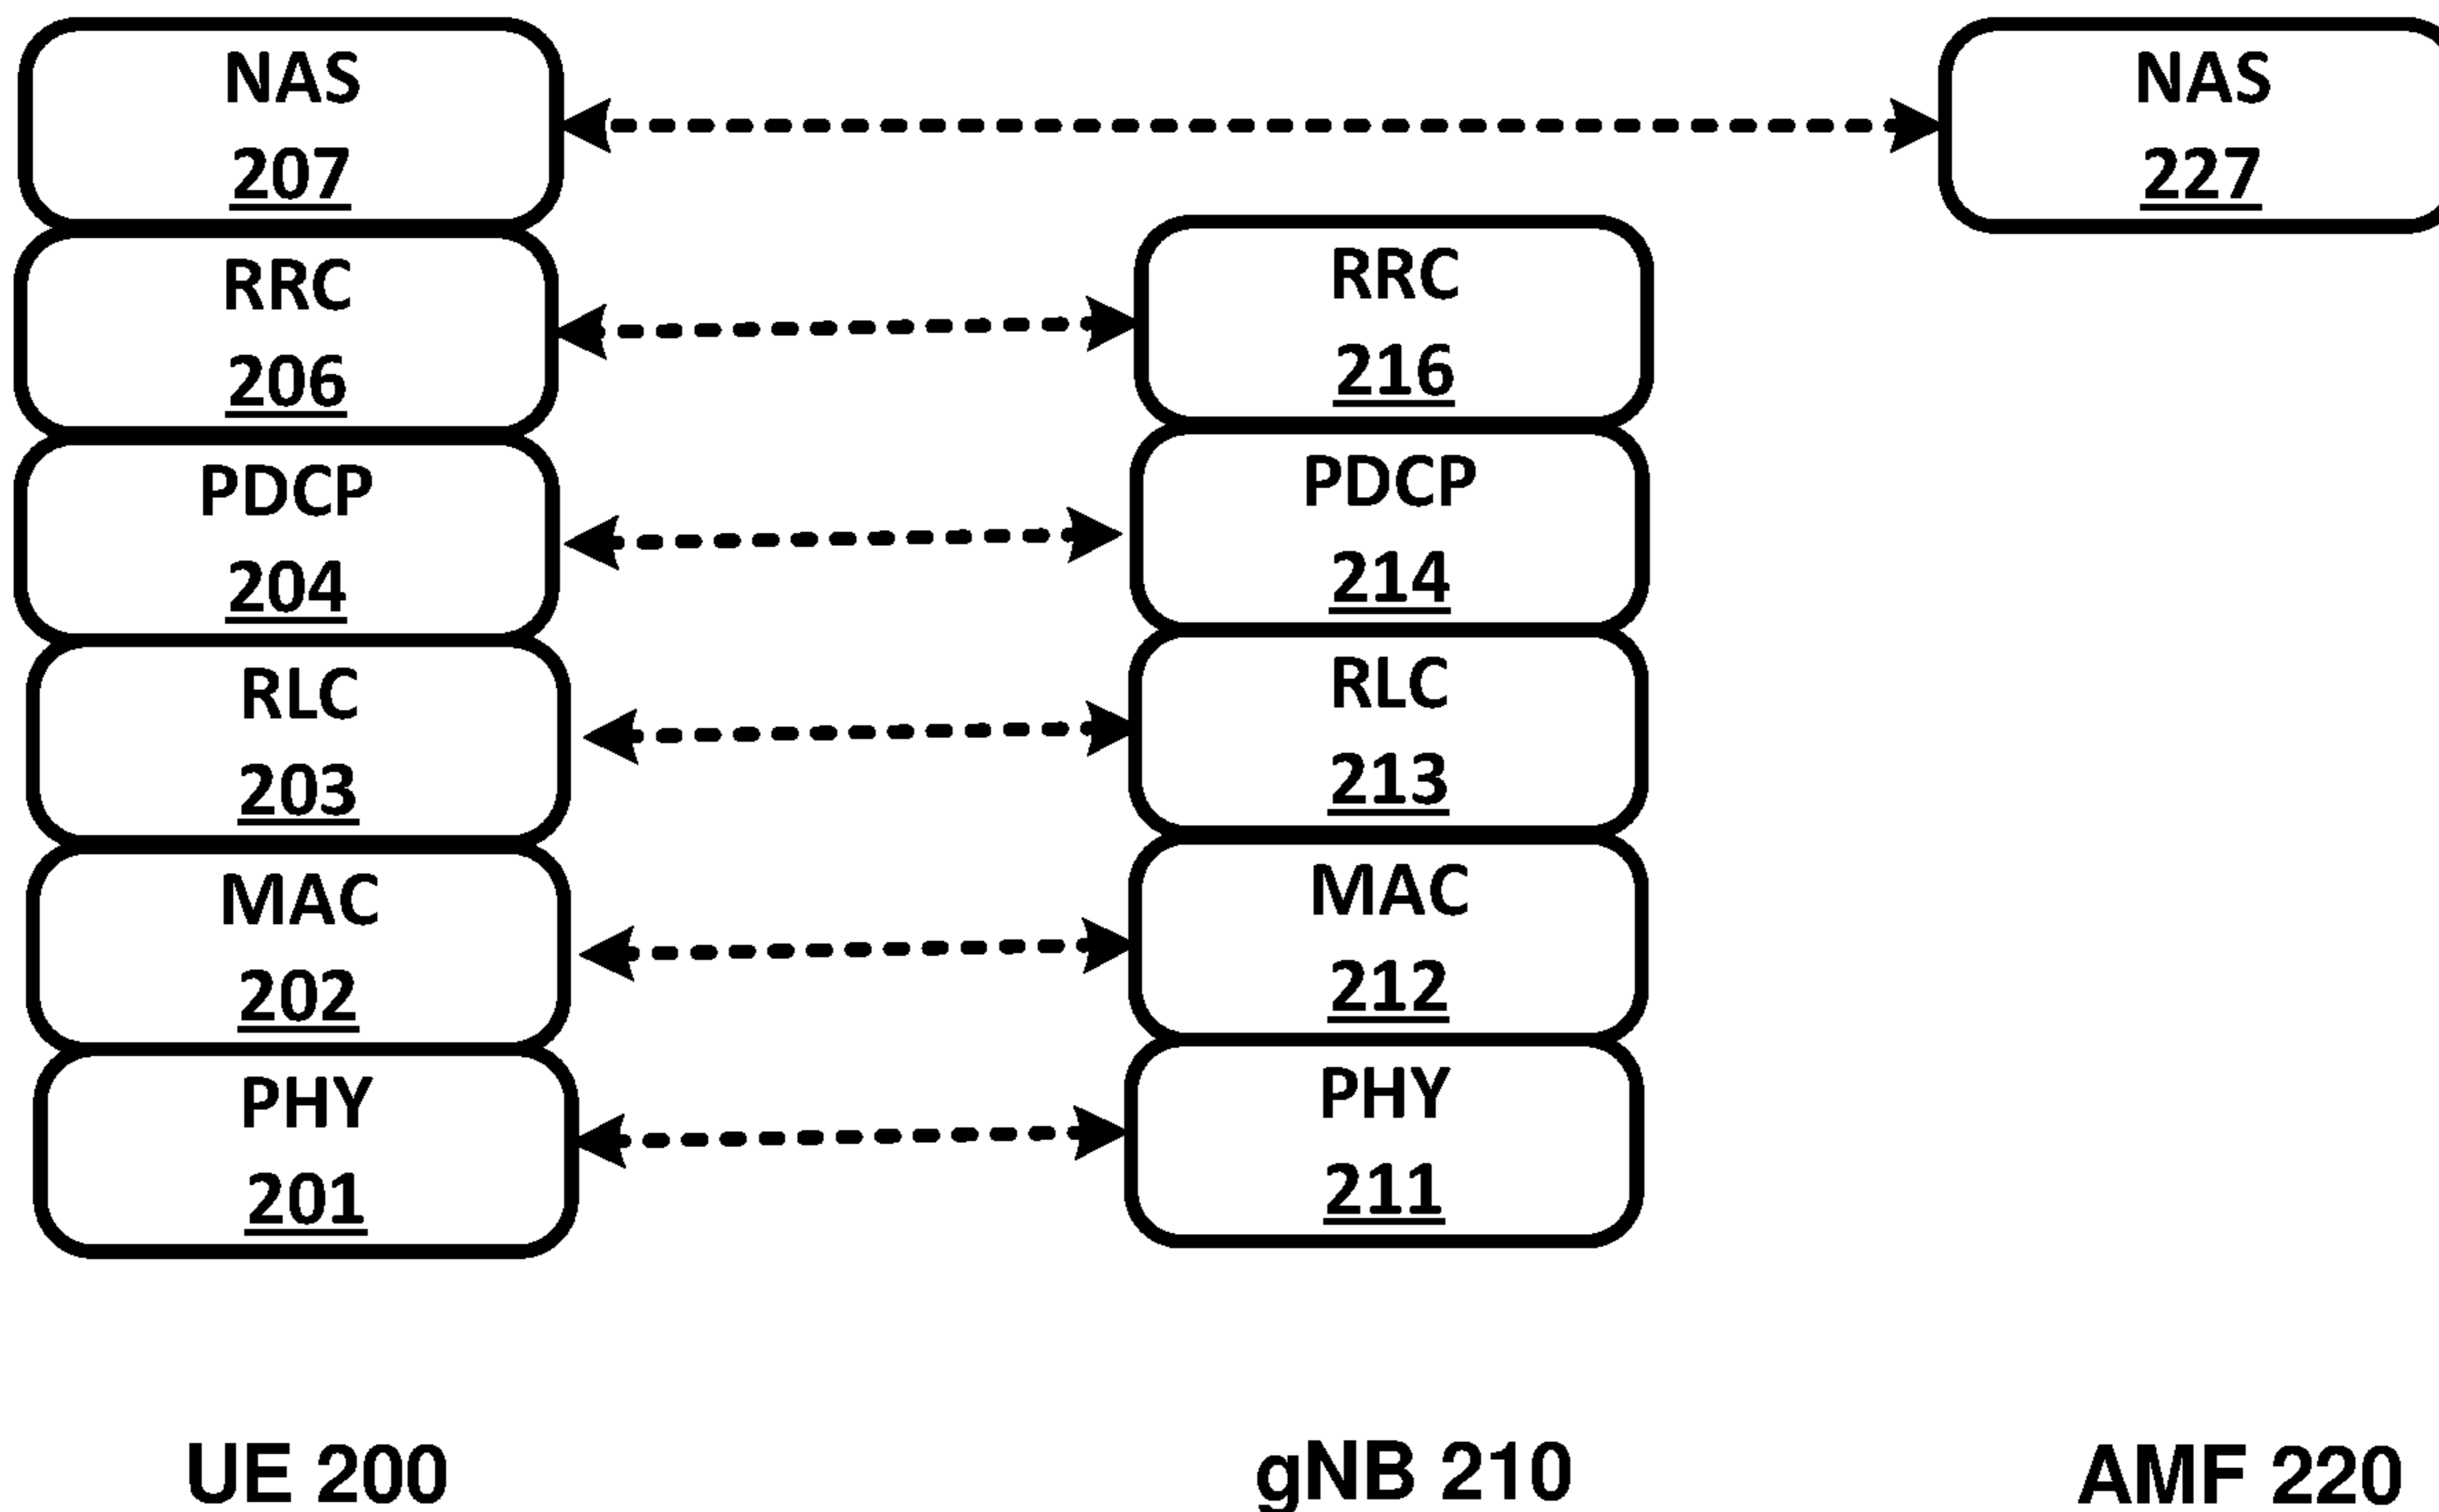 NAS
207
NAS
227
RRC
206
RRC
216
PDCP
204
PDCP
214
RLC
203
RLC
213
MAC
202
MAC
212
PHY
201
PHY
211
UE 200
gNB 210
AMF 220